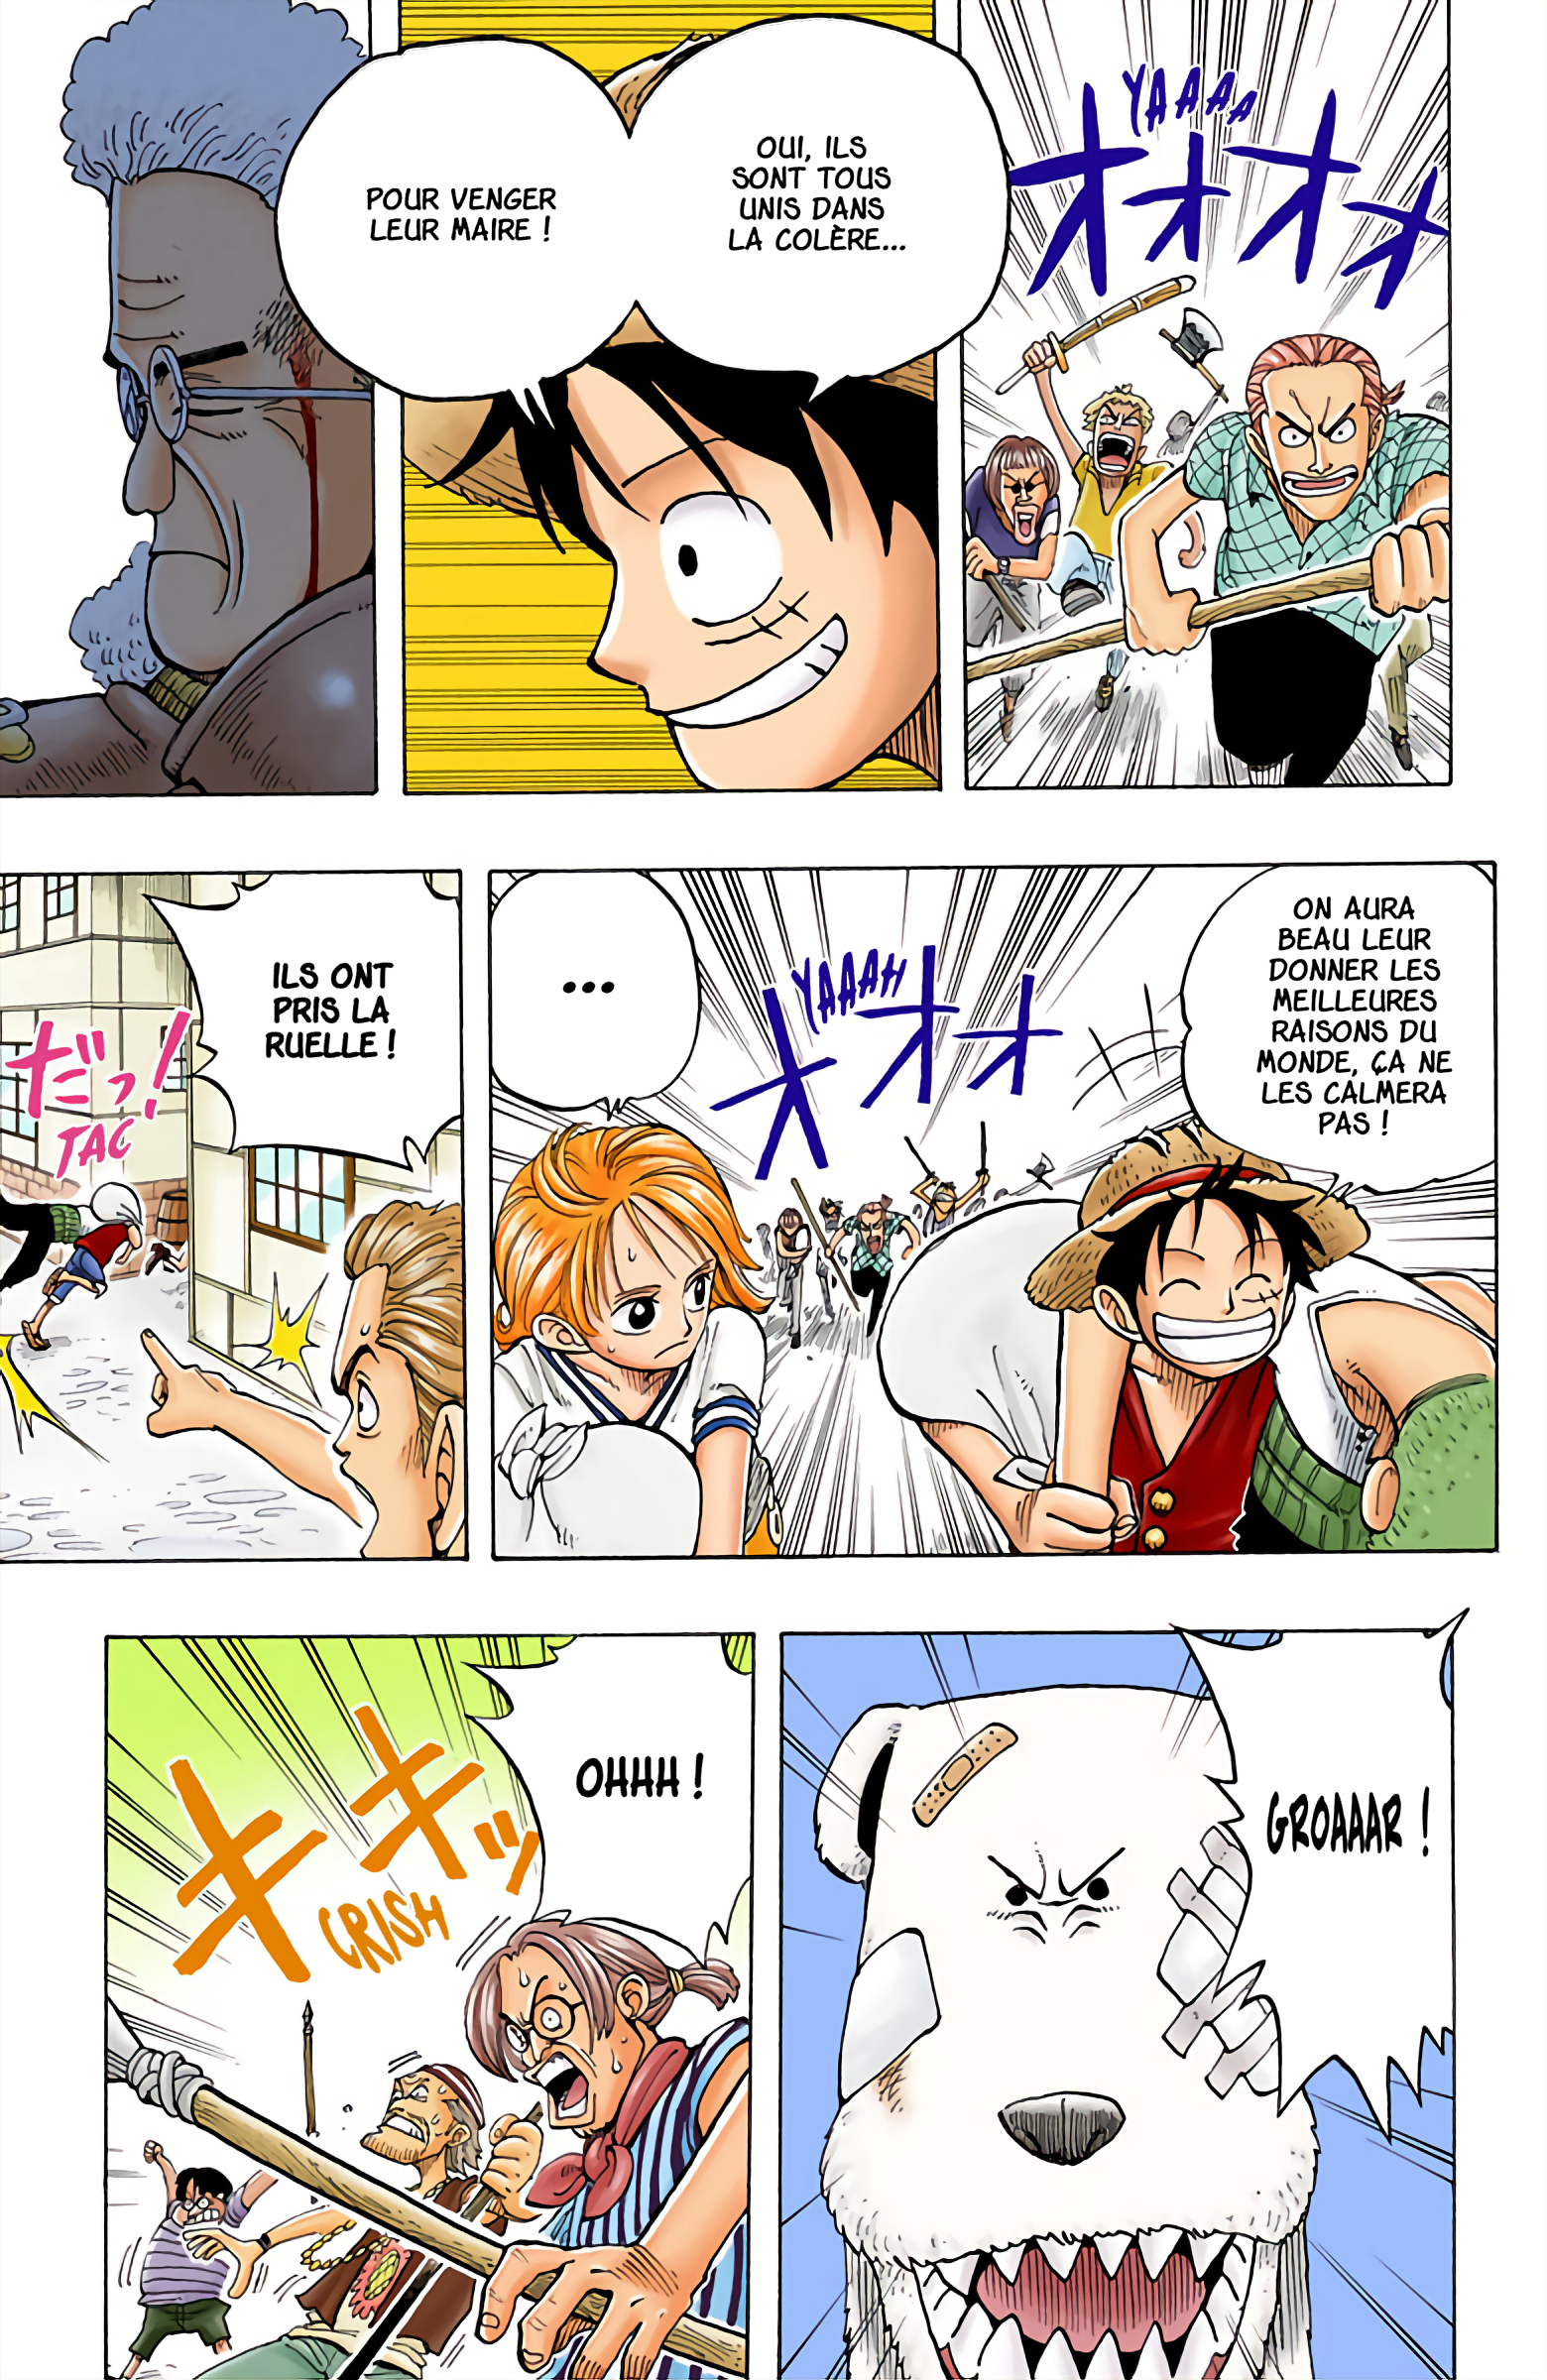 YAAAA
オオオオ
OUI, ILS
SONT TOUS
UNIS DANS
LA COLÈRE...
POUR VENGER
LEUR MAIRE !
ON AURA
BEAU LEUR
DONNER LES
MEILLEURES
RAISONS DU
MONDE, ÇA NE
LES CALMERA
PAS !
YAAAH
オオオ
...
ILS ONT
PRIS LA
RUELLE !
だっ!
TAC
GROAAAR !
OHHH !
キキッ
CRISH